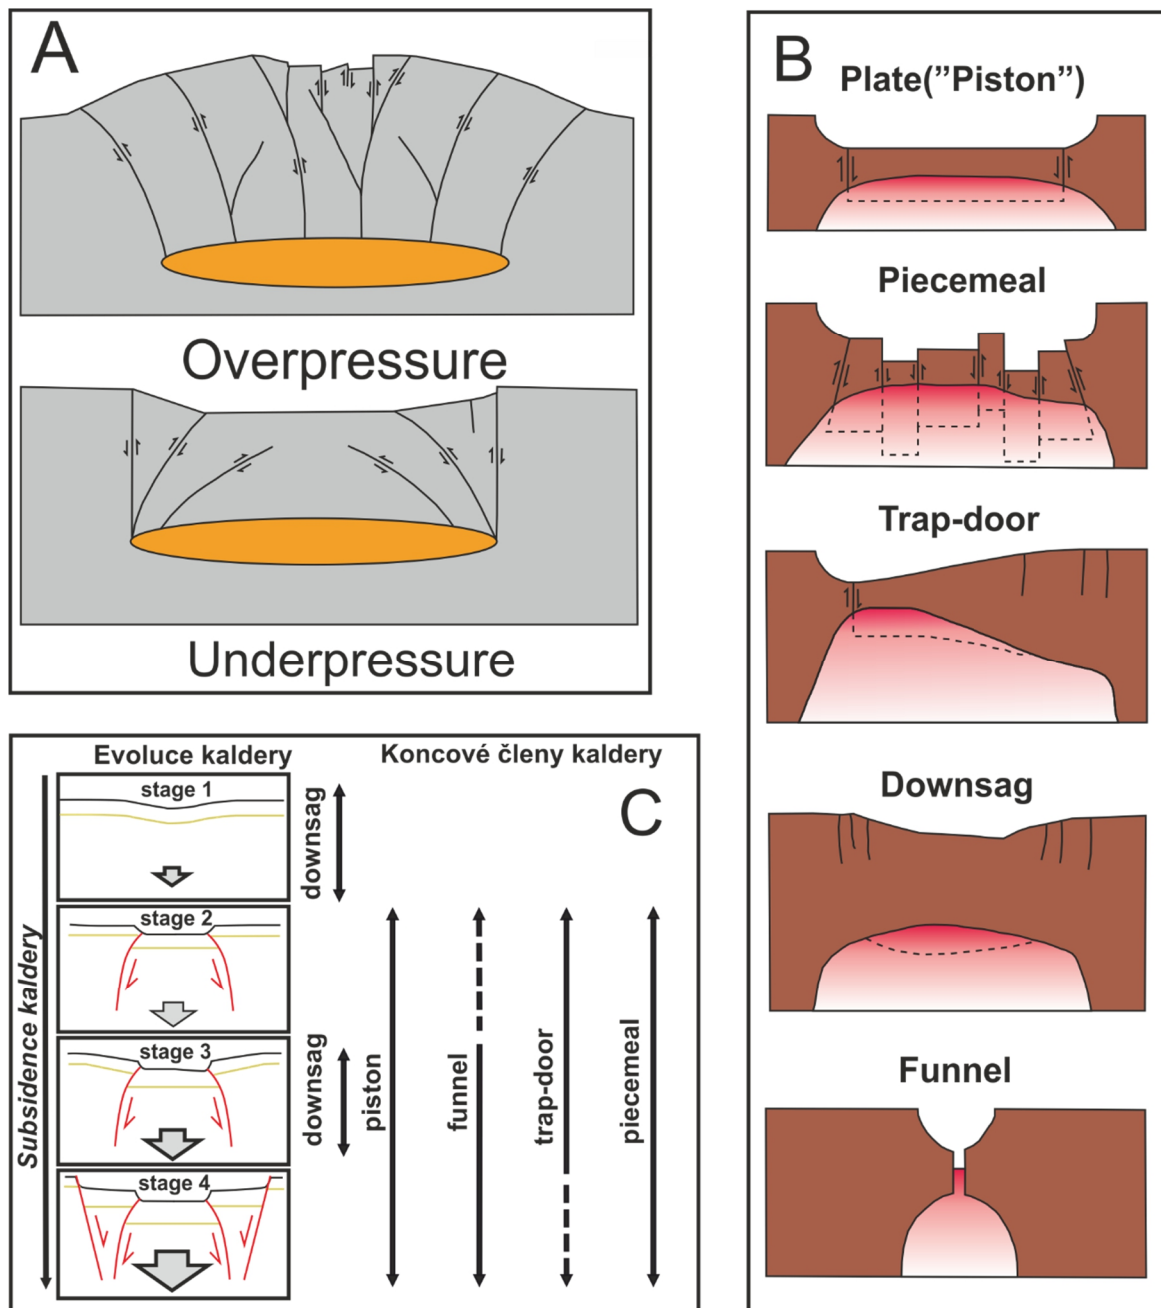 A
Overpressure
Underpressure
B
Plate("Piston")
Piecemeal
Trap-door
Downsag
Funnel
Evoluce kaldery
Koncové členy kaldery
C
Subsidence kaldery
stage 1
downsag
stage 2
stage 3
downsag
stage 4
piston
funnel
trap-door
piecemeal